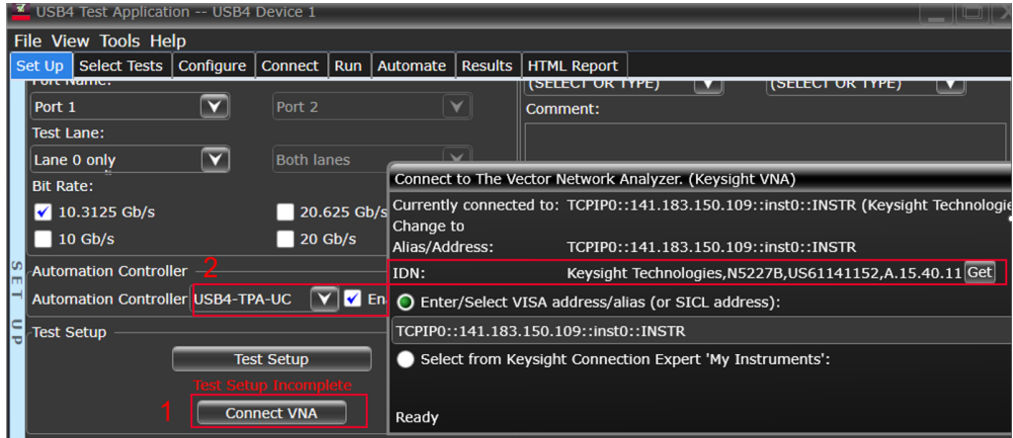 USB4 Test Application -- USB4 Device 1
File View Tools Help
Set Up Select Tests Configure Connect Run Automate Results HTML Report
Port Name:
Port 1
Port 2
Test Lane:
Lane 0 only
Both lanes
Bit Rate:
10.3125 Gb/s
20.625 Gb/s
10 Gb/s
20 Gb/s
SET UP
Automation Controller
2
Automation Controller USB4-TPA-UC En
Test Setup
Test Setup
Test Setup Incomplete
1
Connect VNA
(SELECT OR TYPE) (SELECT OR TYPE)
Comment:
Connect to The Vector Network Analyzer. (Keysight VNA)
Currently connected to: TCPIP0::141.183.150.109::inst0::INSTR (Keysight Technologie
Change to
Alias/Address: TCPIP0::141.183.150.109::inst0::INSTR
IDN: Keysight Technologies,N5227B,US61141152,A.15.40.11 Get
Enter/Select VISA address/alias (or SICL address):
TCPIP0::141.183.150.109::inst0::INSTR
Select from Keysight Connection Expert 'My Instruments':
Ready